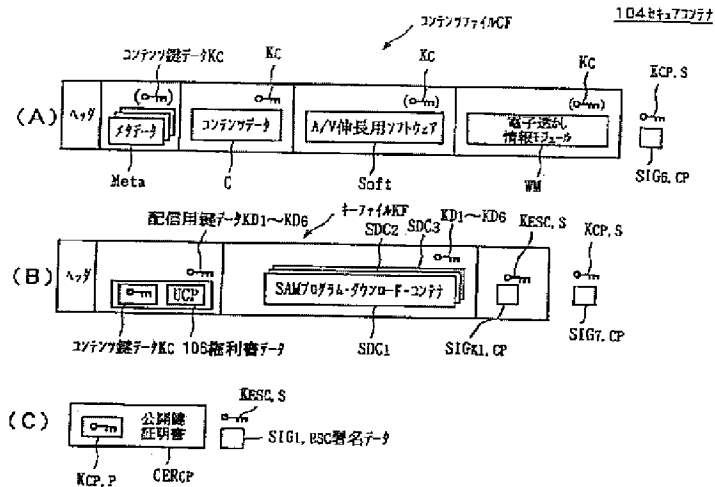 104セキュアコンテナ
コンテンツファイルCF
コンテンツ鍵データKC
KC
KC
KC
KCP,S
(A)
ヘッダ
メタデータ
コンテンツデータ
A/V伸長用ソフトウェア
電子透かし
情報モジュール
Meta
C
Soft
WM
SIG6,CP
キーファイルKF
配信用鍵データKD1〜KD6
SDC2
SDC3
KD1〜KD6
KESC,S
KCP,S
(B)
ヘッダ
UCP
SAMプログラム・ダウンロード・コンテナ
コンテンツ鍵データKC
106権利書データ
SDC1
SIGK1,CP
SIG7,CP
(C)
公開鍵
証明書
KESC,S
SIG1,ESC署名データ
KCP,P
CERCP